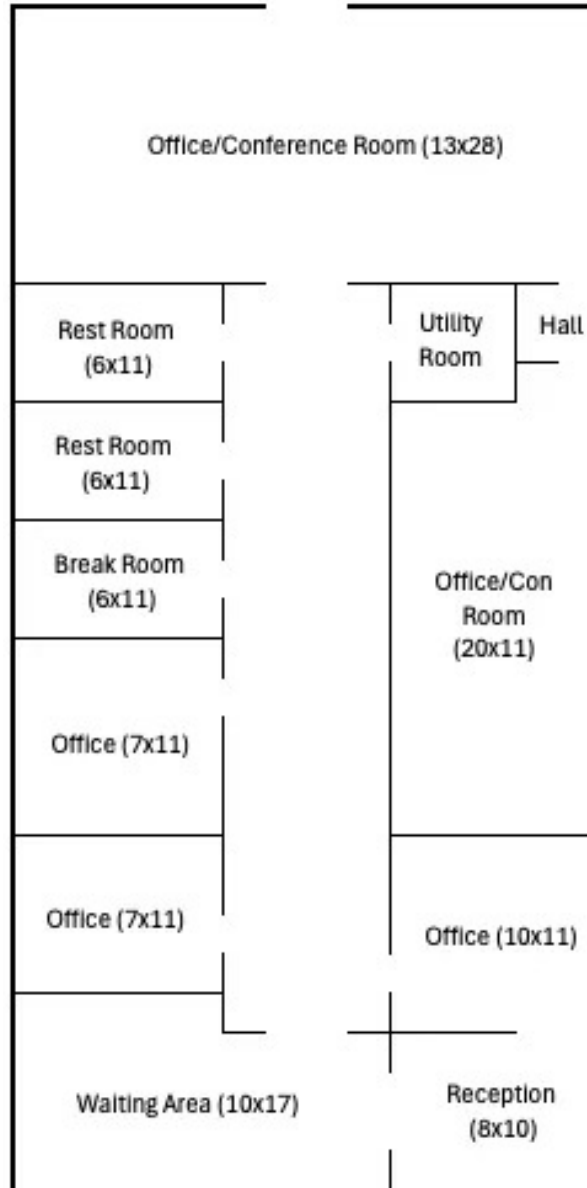 Office/Conference Room (13x28)
Rest Room
(6x11)
Utility
Room
Hall
Rest Room
(6x11)
Break Room
(6x11)
Office/Con
Room
(20x11)
Office (7x11)
Office (7x11)
Office (10x11)
Waiting Area (10x17)
Reception
(8x10)